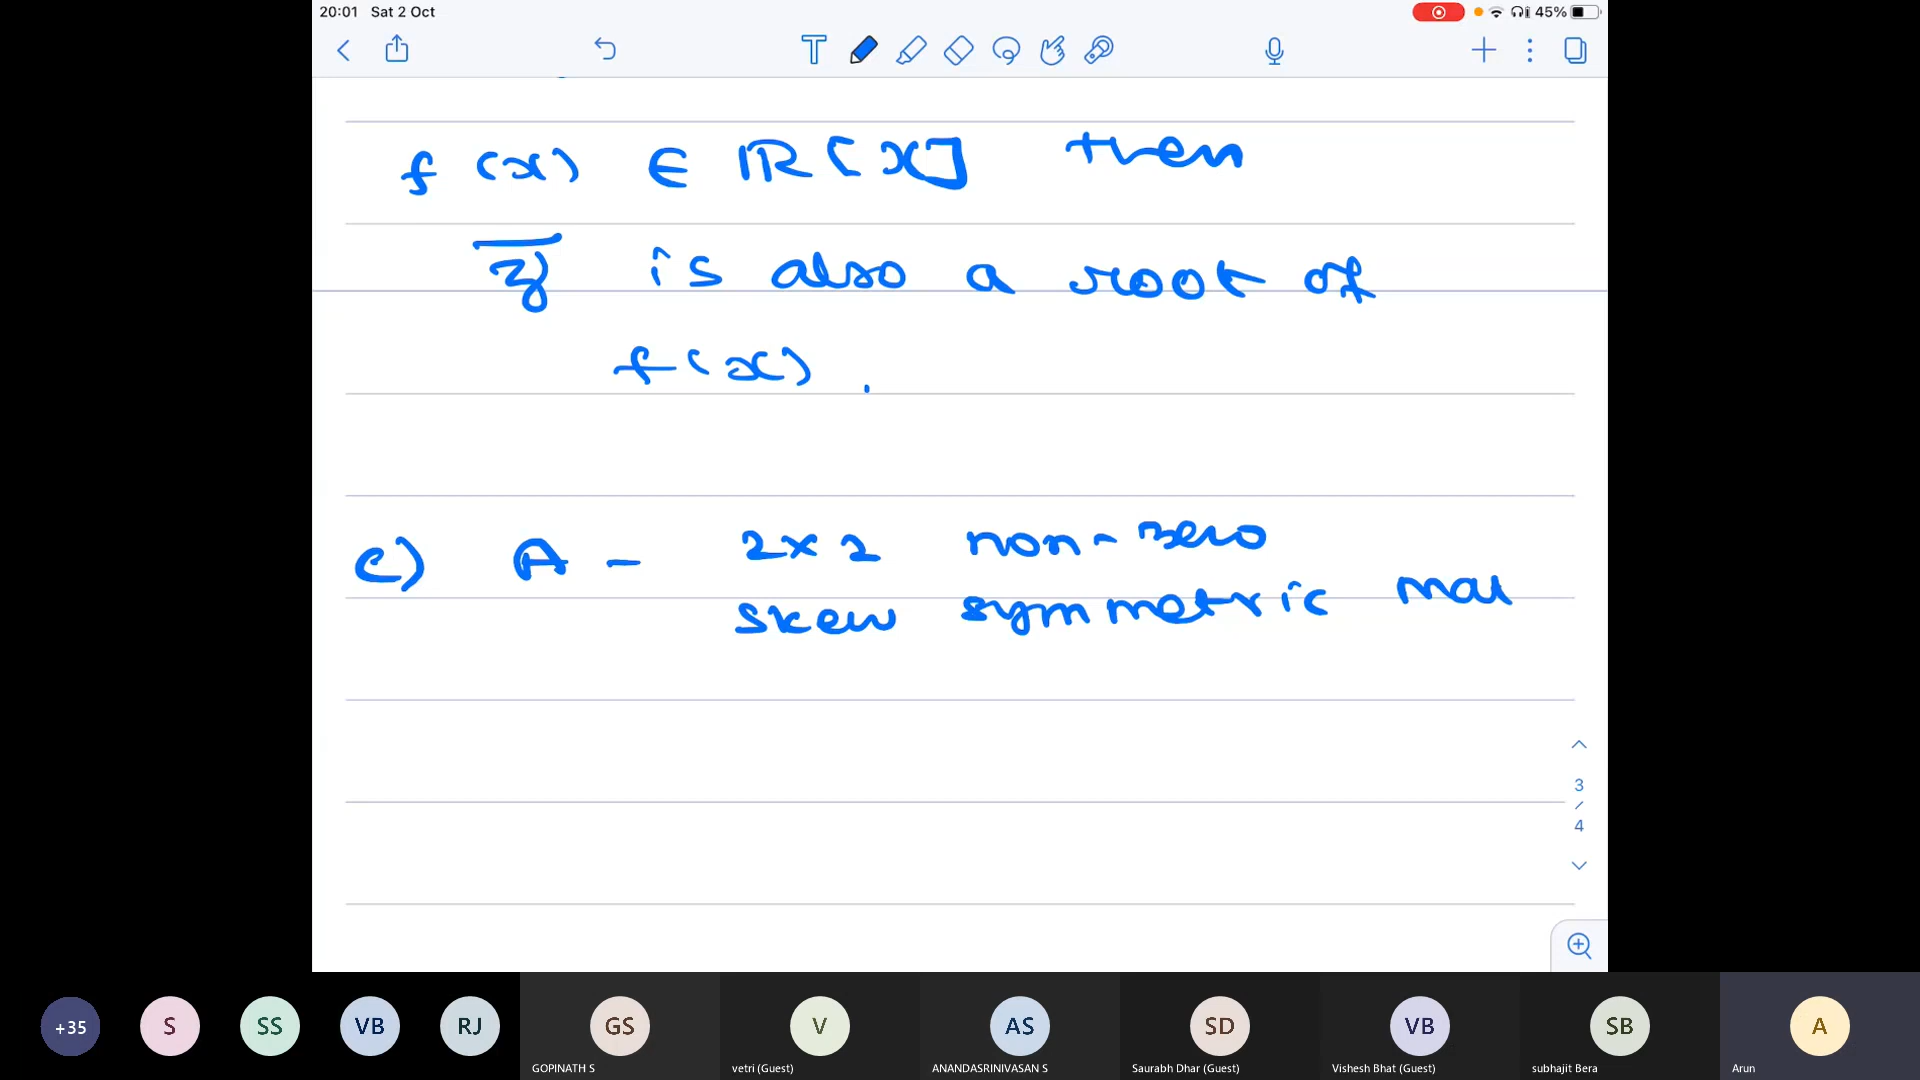 20:01 Sat 2 Oct 45%
f(x) ∈ ℝ[x] then
z̄ is also a root of
f(x).
c) A - 2×2 non-zero
skew symmetric mat
3
/
4
+35 S SS VB RJ GS V AS SD VB SB A
GOPINATH S vetri (Guest) ANANDASRINIVASAN S Saurabh Dhar (Guest) Vishesh Bhat (Guest) subhajit Bera Arun